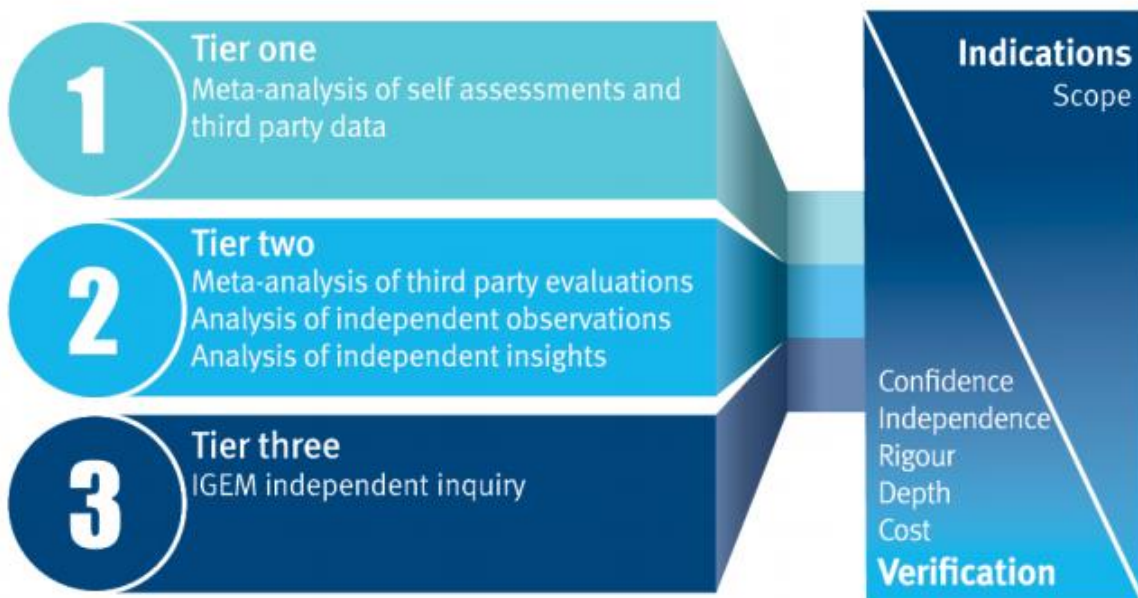 1
Tier one
Meta-analysis of self assessments and
third party data
2
Tier two
Meta-analysis of third party evaluations
Analysis of independent observations
Analysis of independent insights
3
Tier three
IGEM independent inquiry
Indications
Scope
Confidence
Independence
Rigour
Depth
Cost
Verification